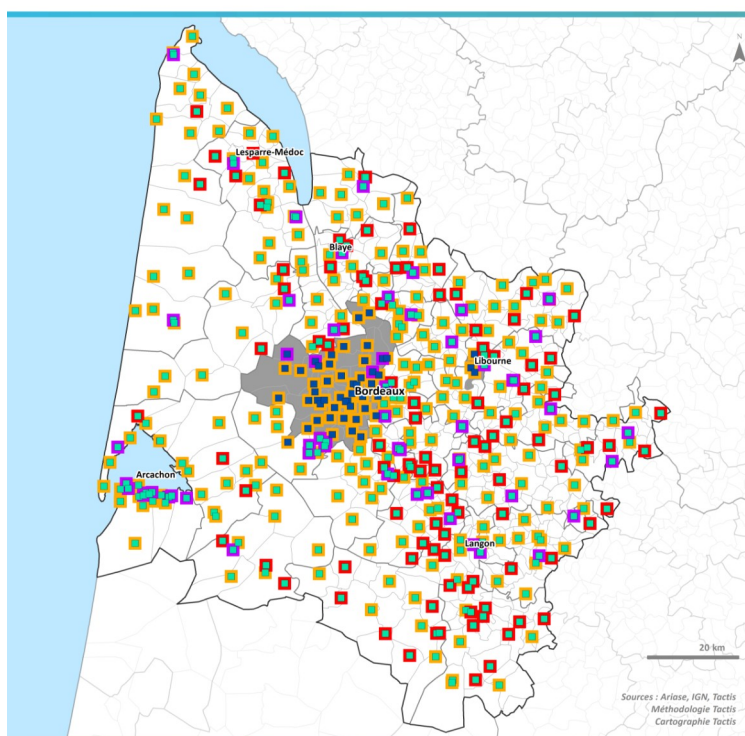 N
Lesparre-Médoc
Blaye
Libourne
Bordeaux
Arcachon
Langon
20 km
Sources : Ariase, IGN, Tactis
Méthodologie Tactis
Cartographie Tactis